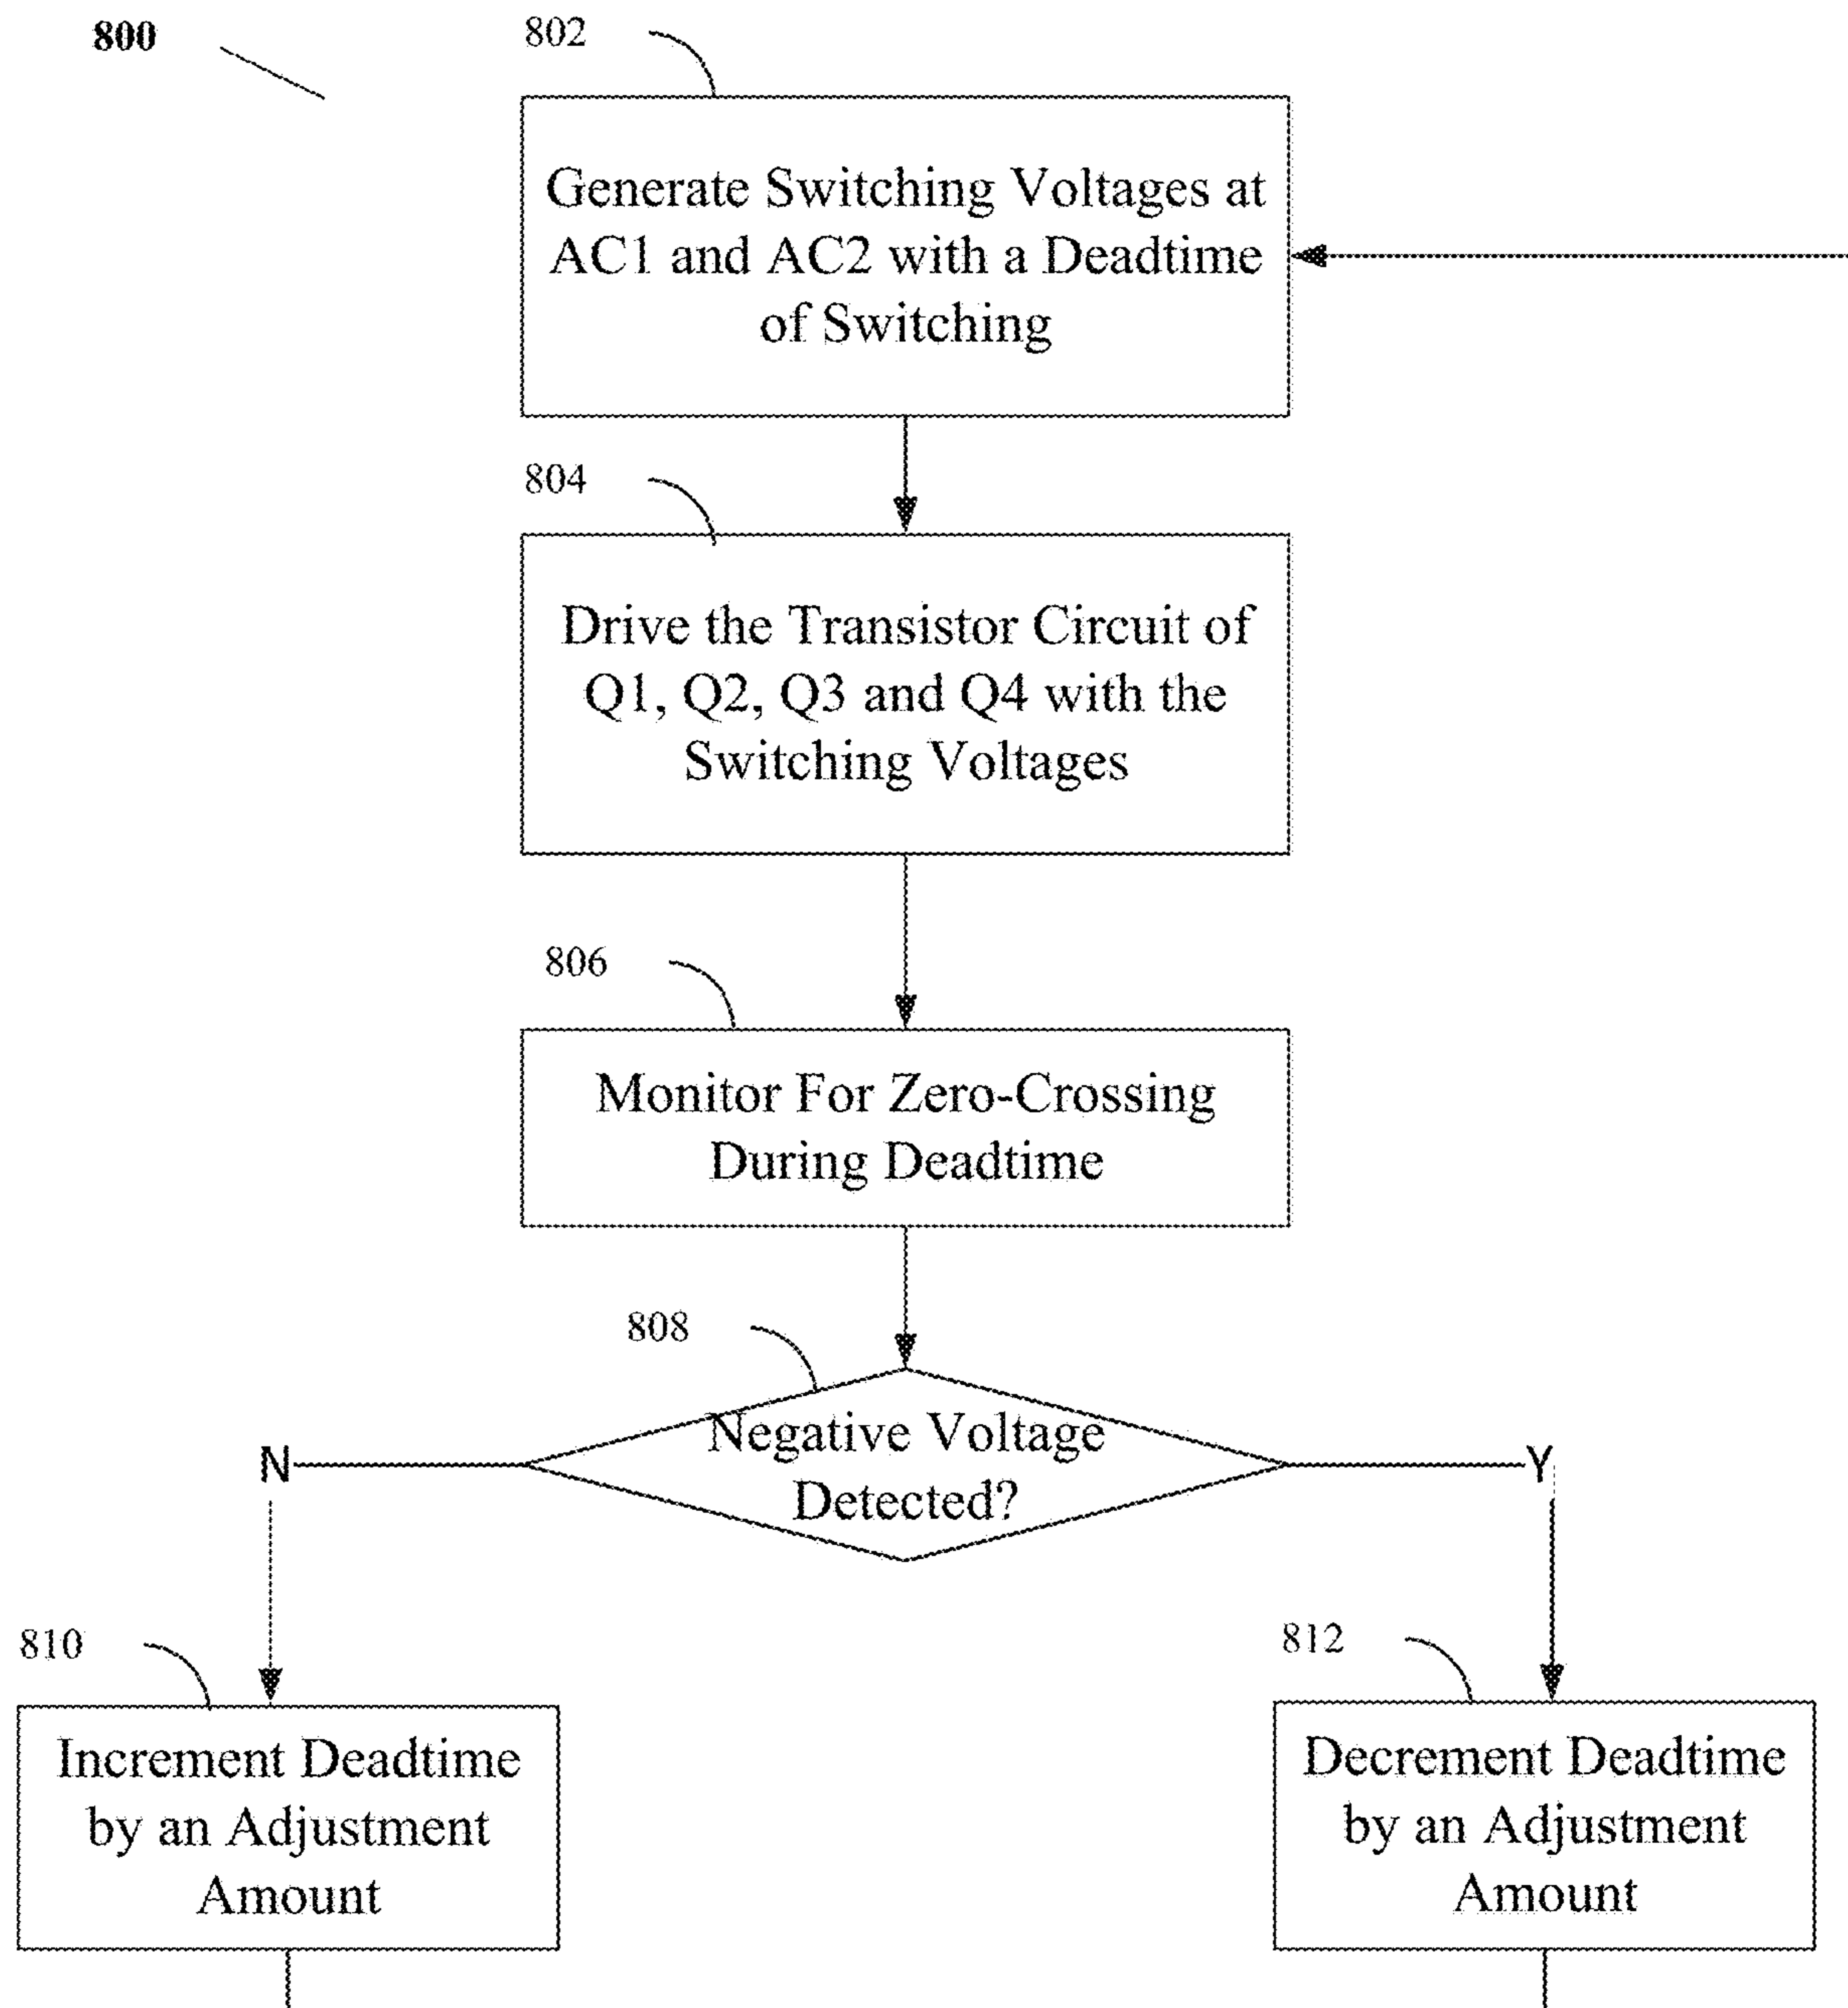 800
802
Generate Switching Voltages at
AC1 and AC2 with a Deadtime
of Switching
804
Drive the Transistor Circuit of
Q1, Q2, Q3 and Q4 with the
Switching Voltages
806
Monitor For Zero-Crossing
During Deadtime
808
Negative Voltage
Detected?
N
Y
810
Increment Deadtime
by an Adjustment
Amount
812
Decrement Deadtime
by an Adjustment
Amount